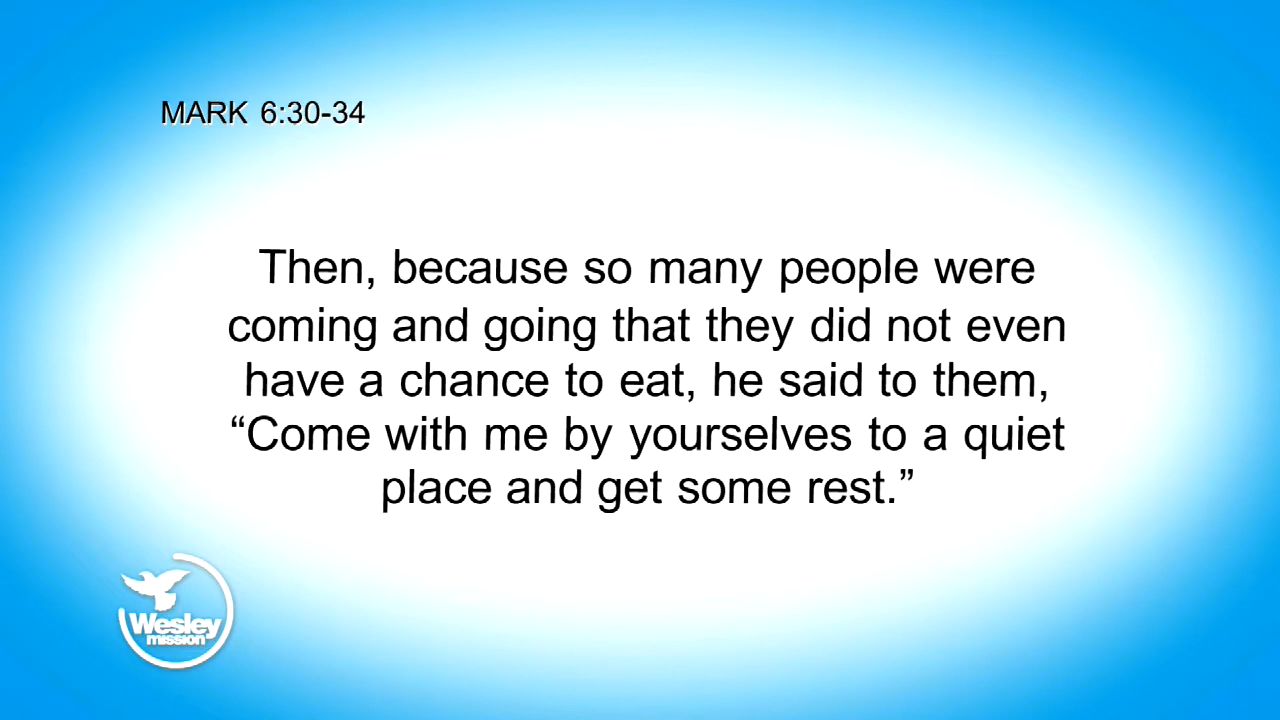 MARK 6:30-34
Then, because so many people were
coming and going that they did not even
have a chance to eat, he said to them,
“Come with me by yourselves to a quiet
place and get some rest.”
Wesley
mission